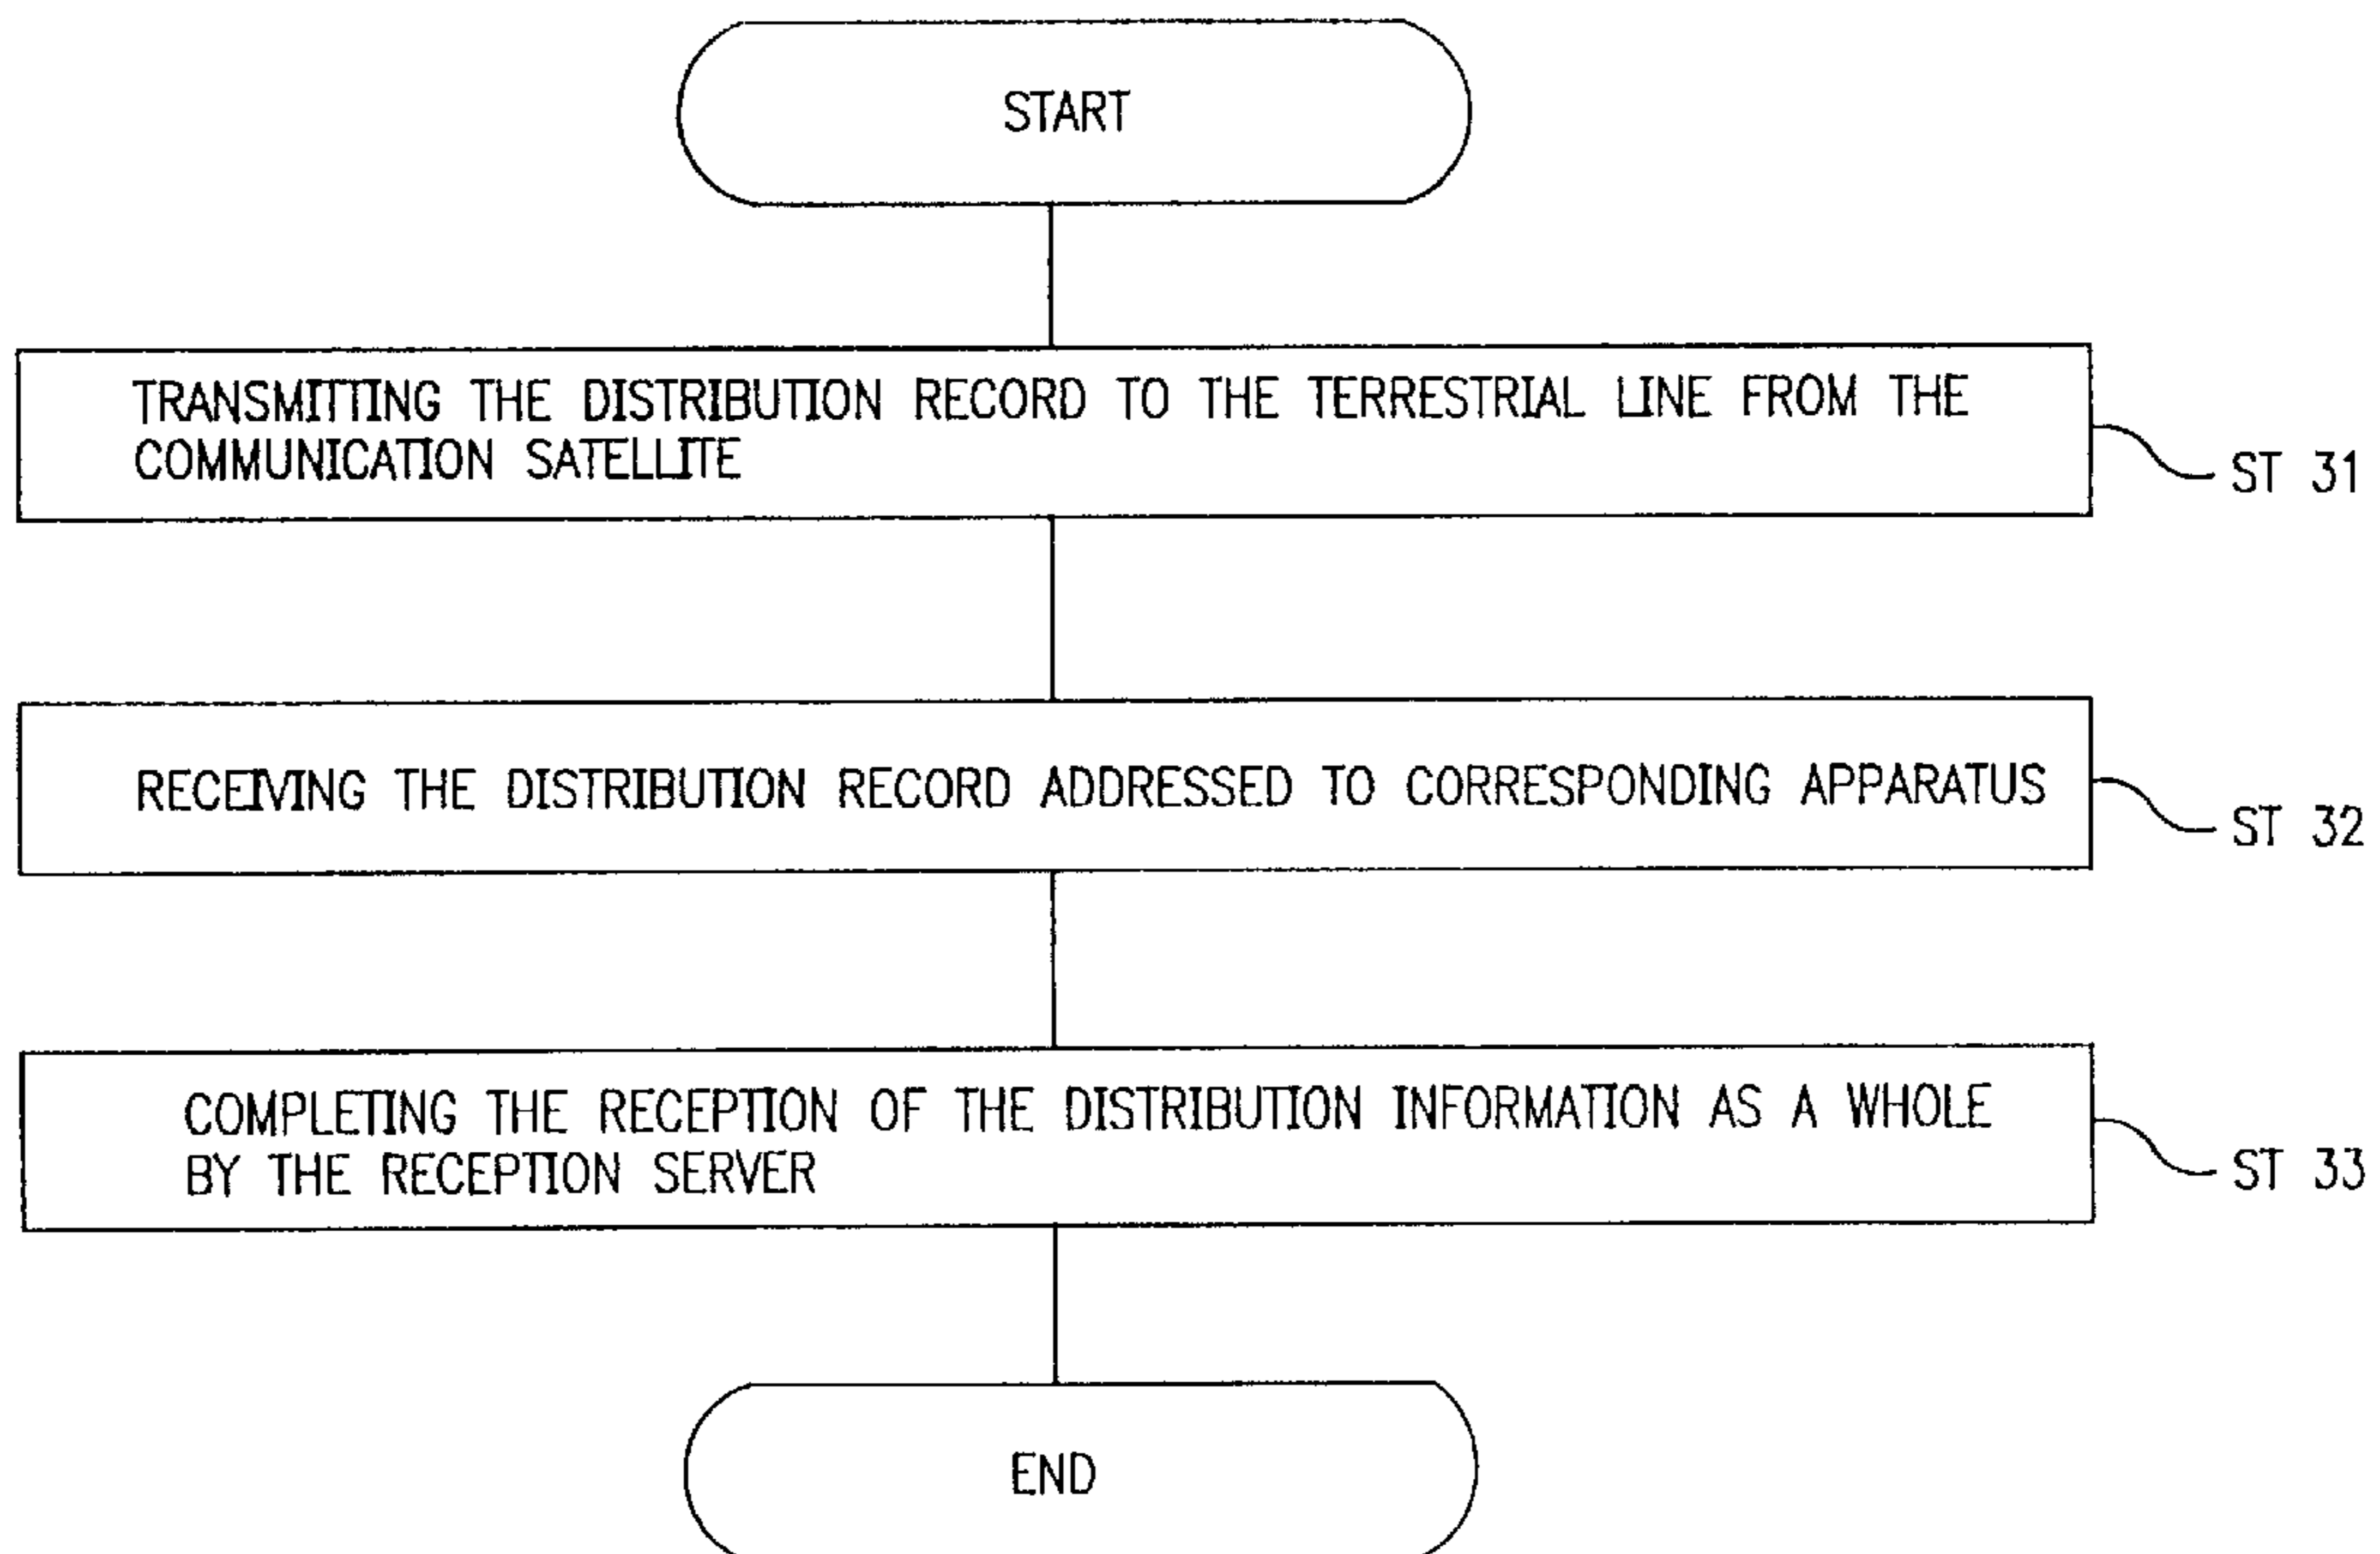 START
TRANSMITTING THE DISTRIBUTION RECORD TO THE TERRESTRIAL LINE FROM THE
COMMUNICATION SATELLITE
ST 31
RECEIVING THE DISTRIBUTION RECORD ADDRESSED TO CORRESPONDING APPARATUS
ST 32
COMPLETING THE RECEPTION OF THE DISTRIBUTION INFORMATION AS A WHOLE
BY THE RECEPTION SERVER
ST 33
END